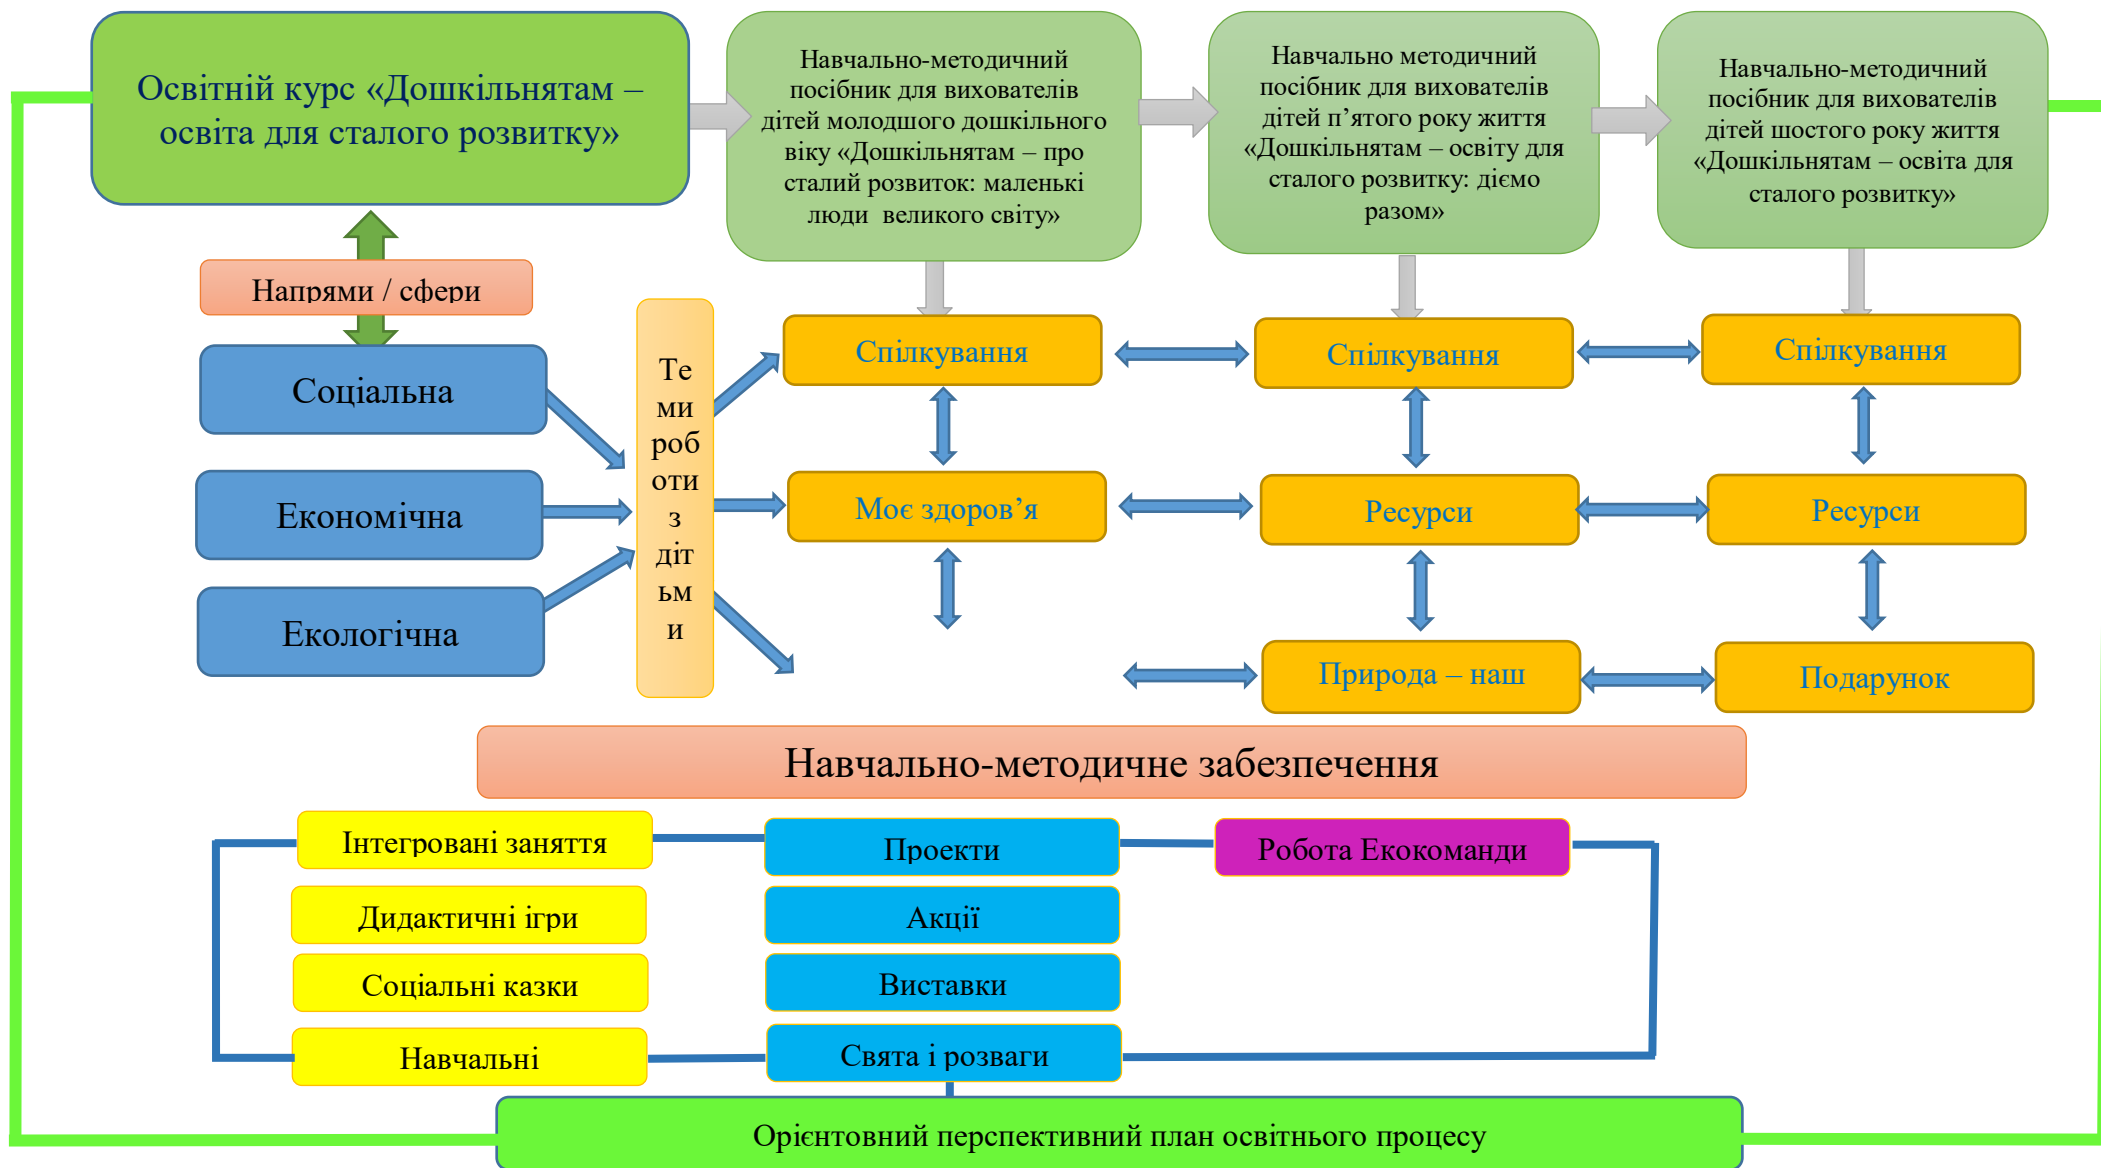 Освітній курс «Дошкільнятам –
освіта для сталого розвитку»
Навчально-методичний
посібник для вихователів
дітей молодшого дошкільного
віку «Дошкільнятам – про
сталий розвиток: маленькі
люди великого світу»
Навчально методичний
посібник для вихователів
дітей п’ятого року життя
«Дошкільнятам – освіту для
сталого розвитку: діємо
разом»
Навчально-методичний
посібник для вихователів
дітей шостого року життя
«Дошкільнятам – освіта для
сталого розвитку»
Напрями / сфери
Соціальна
Економічна
Екологічна
Те
ми
роб
оти
з
діт
ьм
и
Спілкування
Спілкування
Спілкування
Моє здоров’я
Ресурси
Ресурси
Природа – наш
Подарунок
Навчально-методичне забезпечення
Інтегровані заняття
Проекти
Робота Екокоманди
Дидактичні ігри
Акції
Соціальні казки
Виставки
Навчальні
Свята і розваги
Орієнтовний перспективний план освітнього процесу